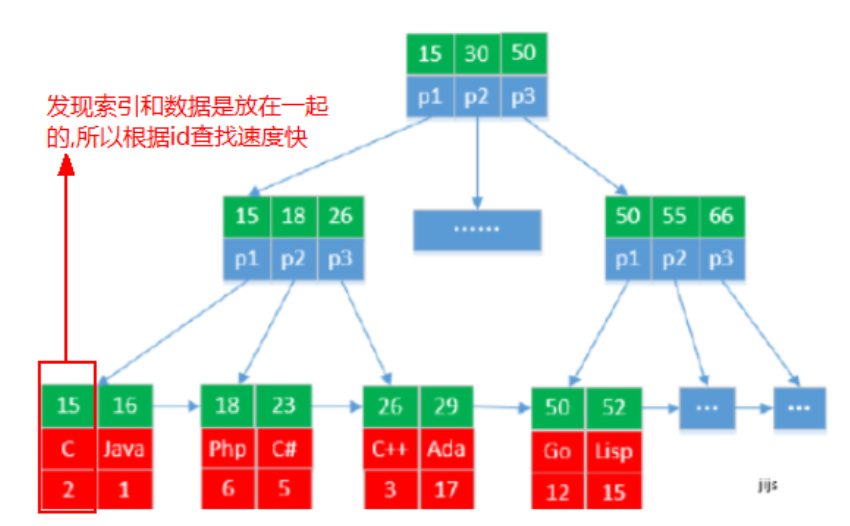 15 30 50
p1 p2 p3
发现索引和数据是放在一起
的,所以根据id查找速度快
15 18 26
p1 p2 p3
......
50 55 66
p1 p2 p3
15 16 18 23 26 29 50 52 ... ...
C Java Php C# C++ Ada Go Lisp
2 1 6 5 3 17 12 15
jijs